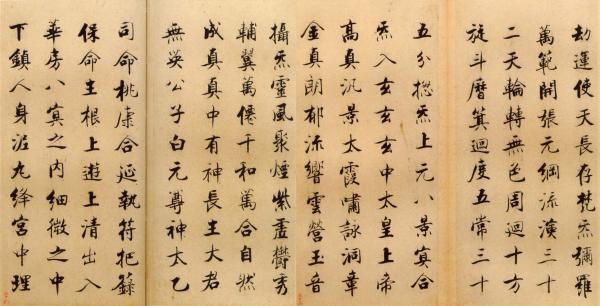 劫運使天長存梵炁彌羅
萬範開張元綱流演三十
二天輪轉無色周迴十方
旋斗曆箕迴度五常三十
五分捴炁上元八景冥合
炁入玄玄玄中太皇上帝
高真汎景太霞嘯詠洞章
金真朗郁流響雲營玉音
攝炁靈風聚煙紫虛鬱秀
輔翼萬僊千和萬合自然
成真真中有神長生大君
無英公子白元尊神太乙
司命桃康合延執符把籙
保命生根上遊上清出入
華房八冥之內細微之中
下鎮人身泥丸絳宮中理